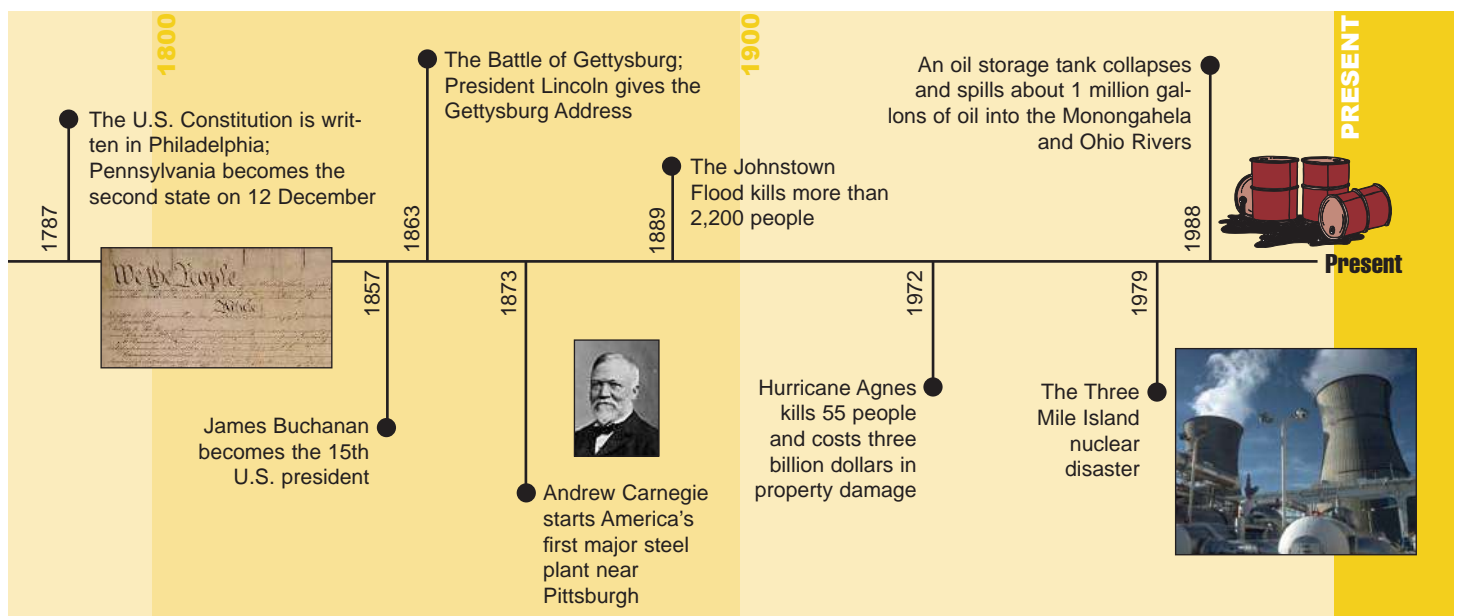 1800
1900
PRESENT
1787
The U.S. Constitution is writ-
ten in Philadelphia;
Pennsylvania becomes the
second state on 12 December
We the People
Article
1857
James Buchanan
becomes the 15th
U.S. president
1863
The Battle of Gettysburg;
President Lincoln gives the
Gettysburg Address
1873
Andrew Carnegie
starts America's
first major steel
plant near
Pittsburgh
1889
The Johnstown
Flood kills more than
2,200 people
1972
Hurricane Agnes
kills 55 people
and costs three
billion dollars in
property damage
1979
The Three
Mile Island
nuclear
disaster
1988
An oil storage tank collapses
and spills about 1 million gal-
lons of oil into the Monongahela
and Ohio Rivers
Present